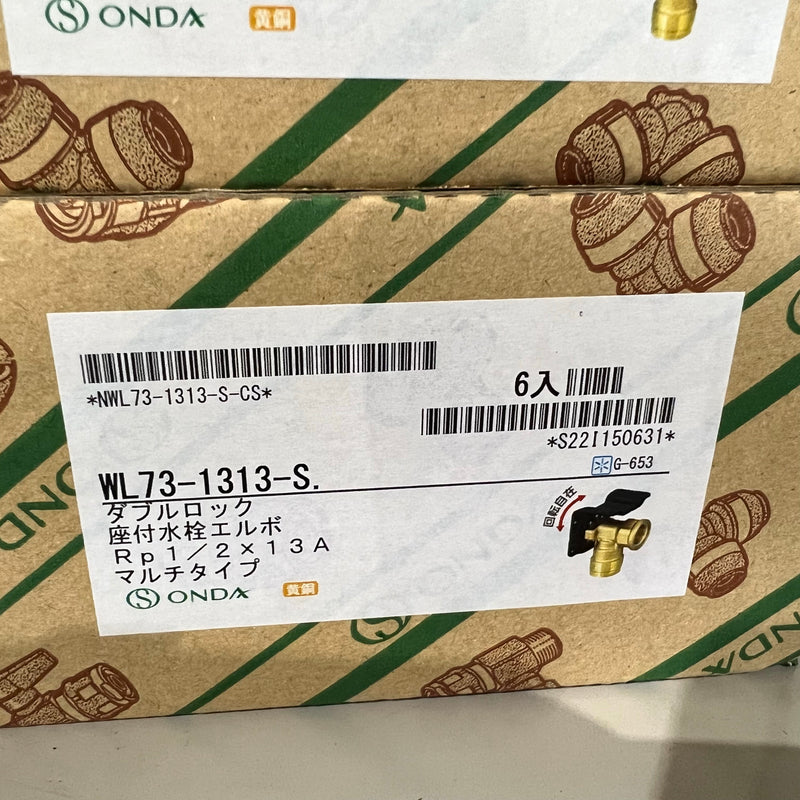 ONDA 黄銅
*NWL73-1313-S-CS*
6入
*S22I150631*
G-653
WL73-1313-S.
ダブルロック
座付水栓エルボ
Rp1/2×13A
マルチタイプ
回転自在
ONDA 黄銅
ONDA